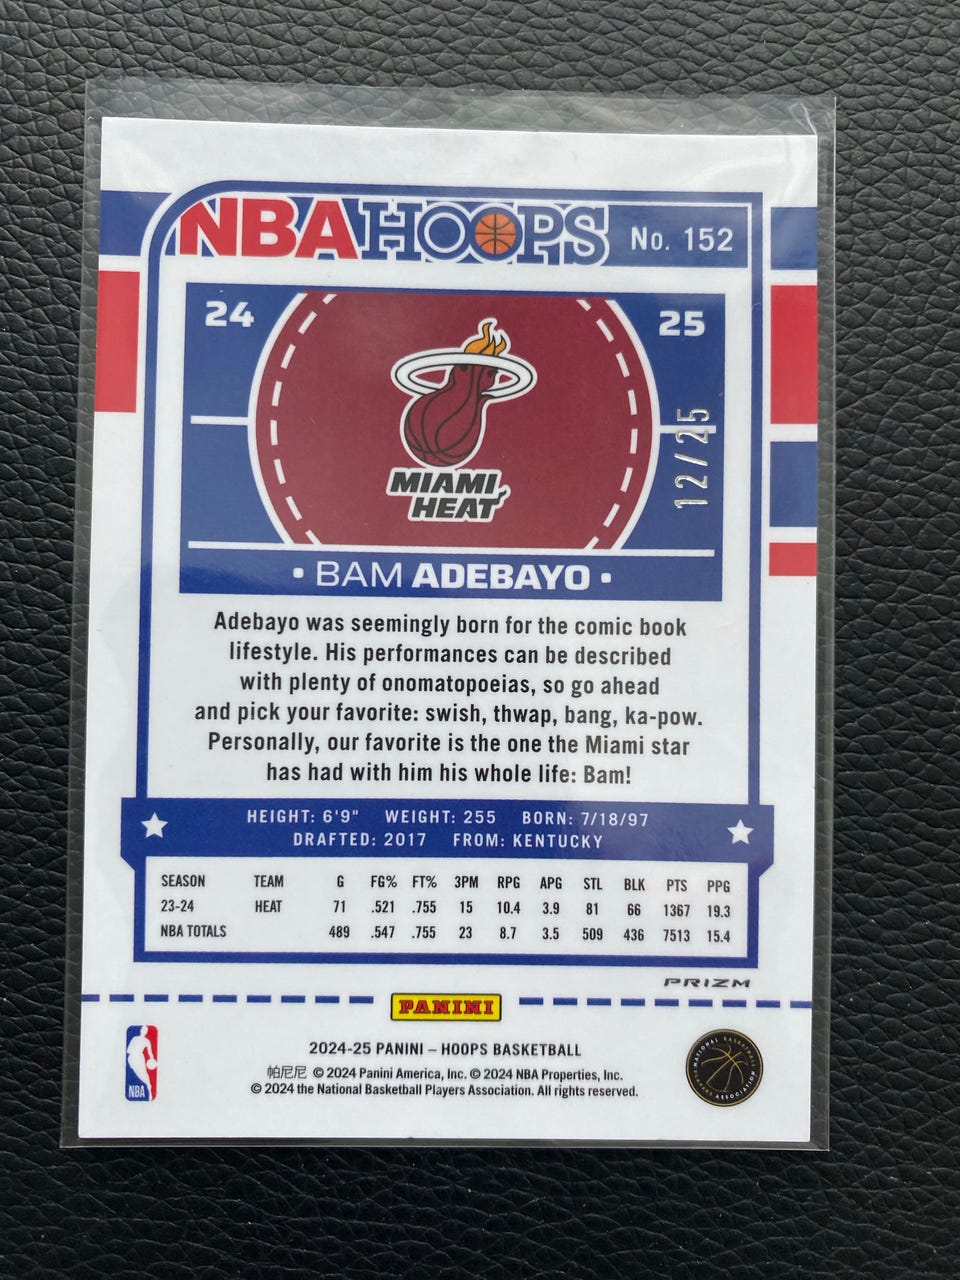 NBA HOOPS No. 152
24 25
12/25
MIAMI
HEAT
• BAM ADEBAYO •
Adebayo was seemingly born for the comic book
lifestyle. His performances can be described
with plenty of onomatopoeias, so go ahead
and pick your favorite: swish, thwap, bang, ka-pow.
Personally, our favorite is the one the Miami star
has had with him his whole life: Bam!
HEIGHT: 6'9" WEIGHT: 255 BORN: 7/18/97
DRAFTED: 2017 FROM: KENTUCKY
SEASON TEAM G FG% FT% 3PM RPG APG STL BLK PTS PPG
23-24 HEAT 71 .521 .755 15 10.4 3.9 81 66 1367 19.3
NBA TOTALS 489 .547 .755 23 8.7 3.5 509 436 7513 15.4
PRIZM
PANINI
2024-25 PANINI – HOOPS BASKETBALL
帕尼尼 © 2024 Panini America, Inc. © 2024 NBA Properties, Inc.
© 2024 the National Basketball Players Association. All rights reserved.
NBA
NATIONAL BASKETBALL
PLAYERS ASSOCIATION